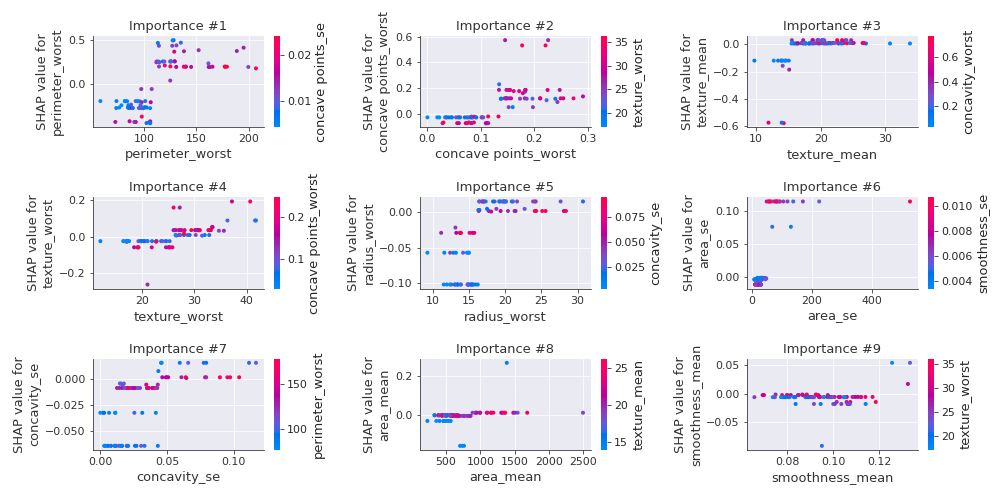 Importance #1
SHAP value for
perimeter_worst
0.5
0.0
100
150
200
perimeter_worst
0.02
0.01
concave points_se
Importance #2
SHAP value for
concave points_worst
0.6
0.4
0.2
0.0
0.0
0.1
0.2
0.3
concave points_worst
35
30
25
20
texture_worst
Importance #3
SHAP value for
texture_mean
0.0
−0.2
−0.4
−0.6
10
20
30
texture_mean
0.6
0.4
0.2
concavity_worst
Importance #4
SHAP value for
texture_worst
0.2
0.0
−0.2
20
30
40
texture_worst
0.2
0.1
concave points_worst
Importance #5
SHAP value for
radius_worst
0.00
−0.05
−0.10
10
15
20
25
30
radius_worst
0.075
0.050
0.025
concavity_se
Importance #6
SHAP value for
area_se
0.10
0.05
0.00
0
200
400
area_se
0.010
0.008
0.006
0.004
smoothness_se
Importance #7
SHAP value for
concavity_se
0.000
−0.025
−0.050
0.00
0.05
0.10
concavity_se
150
100
perimeter_worst
Importance #8
SHAP value for
area_mean
0.2
0.0
500
1000
1500
2000
2500
area_mean
25
20
15
texture_mean
Importance #9
SHAP value for
smoothness_mean
0.05
0.00
−0.05
0.08
0.10
0.12
smoothness_mean
35
30
25
20
texture_worst